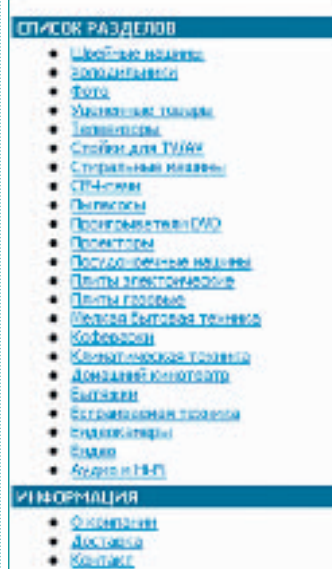 СПИСОК РАЗДЕЛОВ
Швейные машины
Холодильники
Фото
Уцененные товары
Телевизоры
Стойки для TV/AV
Стиральные машины
СВЧ-печи
Пылесосы
Проигрыватели DVD
Проекторы
Посудомоечные машины
Плиты электрические
Плиты газовые
Мелкая бытовая техника
Кофеварки
Климатическая техника
Домашний кинотеатр
Вытяжки
Встраиваемая техника
Видеокамеры
Видео
Аудио и Hi-Fi
ИНФОРМАЦИЯ
О компании
Доставка
Контакт